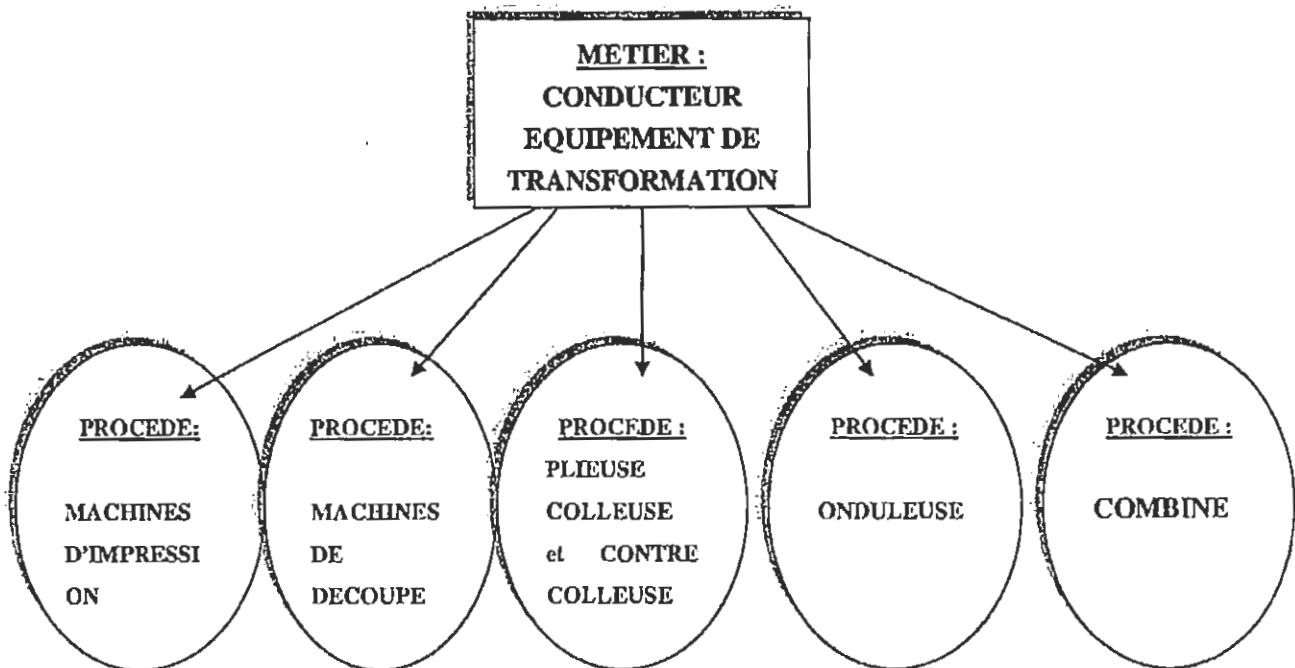 METIER :
CONDUCTEUR
EQUIPEMENT DE
TRANSFORMATION
PROCEDE:
MACHINES
D'IMPRESSI
ON
PROCEDE:
MACHINES
DE
DECOUPE
PROCEDE :
PLIEUSE
COLLEUSE
et CONTRE
COLLEUSE
PROCEDE :
ONDULEUSE
PROCEDE :
COMBINE